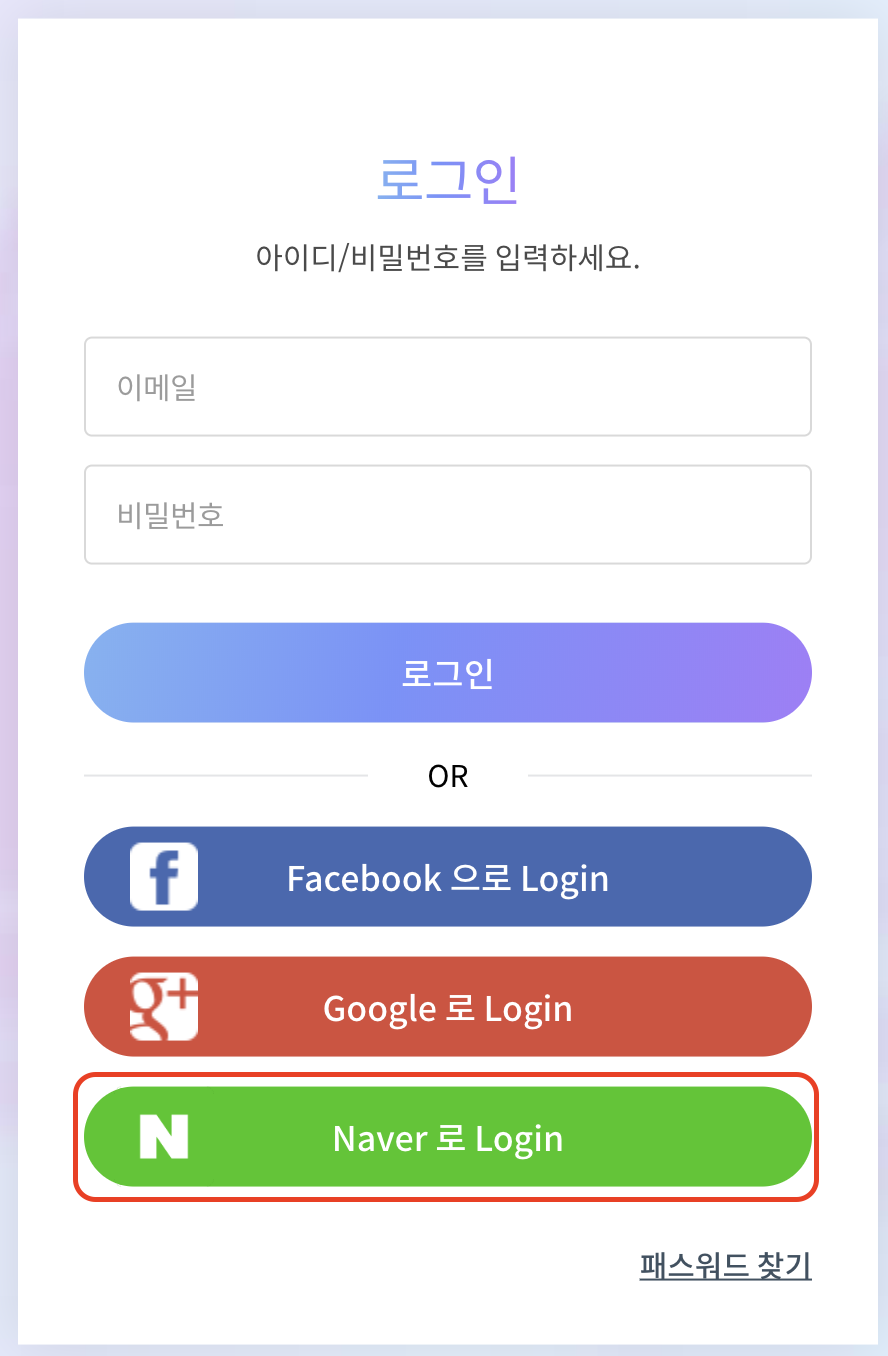 로그인
아이디/비밀번호를 입력하세요.
이메일
비밀번호
로그인
OR
f Facebook 으로 Login
g+ Google 로 Login
N Naver 로 Login
패스워드 찾기